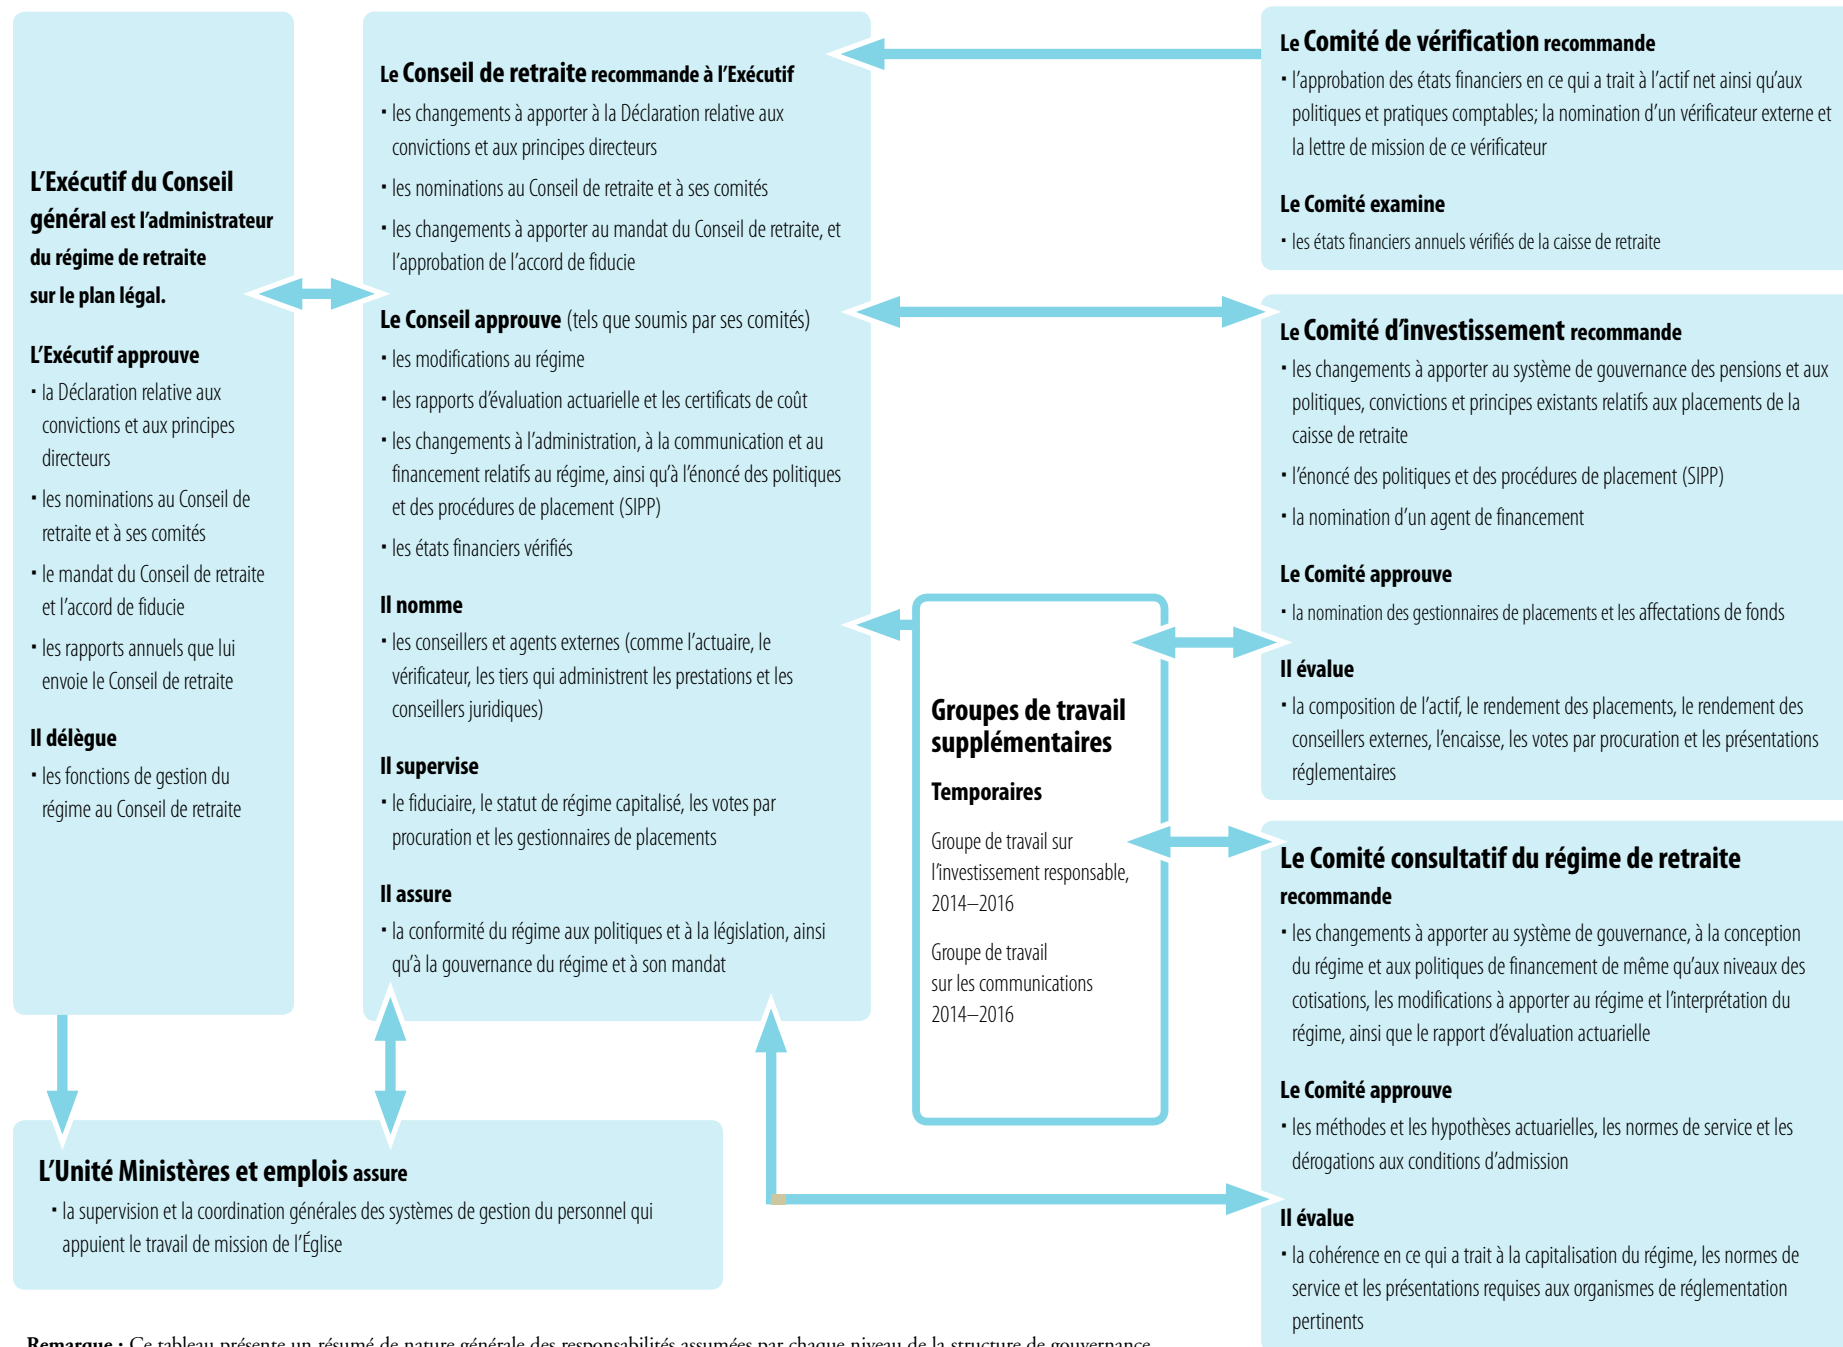 L'Exécutif du Conseil
général est l'administrateur
du régime de retraite
sur le plan légal.
L'Exécutif approuve
• la Déclaration relative aux
convictions et aux principes
directeurs
• les nominations au Conseil de
retraite et à ses comités
• le mandat du Conseil de retraite
et l'accord de fiducie
• les rapports annuels que lui
envoie le Conseil de retraite
Il délègue
• les fonctions de gestion du
régime au Conseil de retraite
Le Conseil de retraite recommande à l'Exécutif
• les changements à apporter à la Déclaration relative aux
convictions et aux principes directeurs
• les nominations au Conseil de retraite et à ses comités
• les changements à apporter au mandat du Conseil de retraite, et
l'approbation de l'accord de fiducie
Le Conseil approuve (tels que soumis par ses comités)
• les modifications au régime
• les rapports d'évaluation actuarielle et les certificats de coût
• les changements à l'administration, à la communication et au
financement relatifs au régime, ainsi qu'à l'énoncé des politiques
et des procédures de placement (SIPP)
• les états financiers vérifiés
Il nomme
• les conseillers et agents externes (comme l'actuaire, le
vérificateur, les tiers qui administrent les prestations et les
conseillers juridiques)
Il supervise
• le fiduciaire, le statut de régime capitalisé, les votes par
procuration et les gestionnaires de placements
Il assure
• la conformité du régime aux politiques et à la législation, ainsi
qu'à la gouvernance du régime et à son mandat
L'Unité Ministères et emplois assure
• la supervision et la coordination générales des systèmes de gestion du personnel qui
appuient le travail de mission de l'Église
Groupes de travail
supplémentaires
Temporaires
Groupe de travail sur
l'investissement responsable,
2014–2016
Groupe de travail
sur les communications
2014–2016
Le Comité de vérification recommande
• l'approbation des états financiers en ce qui a trait à l'actif net ainsi qu'aux
politiques et pratiques comptables; la nomination d'un vérificateur externe et
la lettre de mission de ce vérificateur
Le Comité examine
• les états financiers annuels vérifiés de la caisse de retraite
Le Comité d'investissement recommande
• les changements à apporter au système de gouvernance des pensions et aux
politiques, convictions et principes existants relatifs aux placements de la
caisse de retraite
• l'énoncé des politiques et des procédures de placement (SIPP)
• la nomination d'un agent de financement
Le Comité approuve
• la nomination des gestionnaires de placements et les affectations de fonds
Il évalue
• la composition de l'actif, le rendement des placements, le rendement des
conseillers externes, l'encaisse, les votes par procuration et les présentations
réglementaires
Le Comité consultatif du régime de retraite
recommande
• les changements à apporter au système de gouvernance, à la conception
du régime et aux politiques de financement de même qu'aux niveaux des
cotisations, les modifications à apporter au régime et l'interprétation du
régime, ainsi que le rapport d'évaluation actuarielle
Le Comité approuve
• les méthodes et les hypothèses actuarielles, les normes de service et les
dérogations aux conditions d'admission
Il évalue
• la cohérence en ce qui a trait à la capitalisation du régime, les normes de
service et les présentations requises aux organismes de réglementation
pertinents
Remarque : Ce tableau présente un résumé de nature générale des responsabilités assumées par chaque niveau de la structure de gouvernance